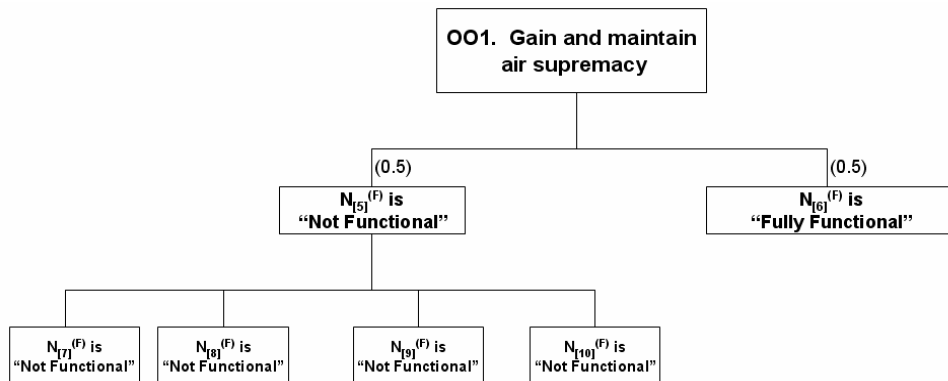 OO1.  Gain and maintain
air supremacy
(0.5)
(0.5)
N[5](F) is
“Not Functional”
N[6](F) is
“Fully Functional”
N[7](F) is
“Not Functional”
N[8](F) is
“Not Functional”
N[9](F) is
“Not Functional”
N[10](F) is
“Not Functional”